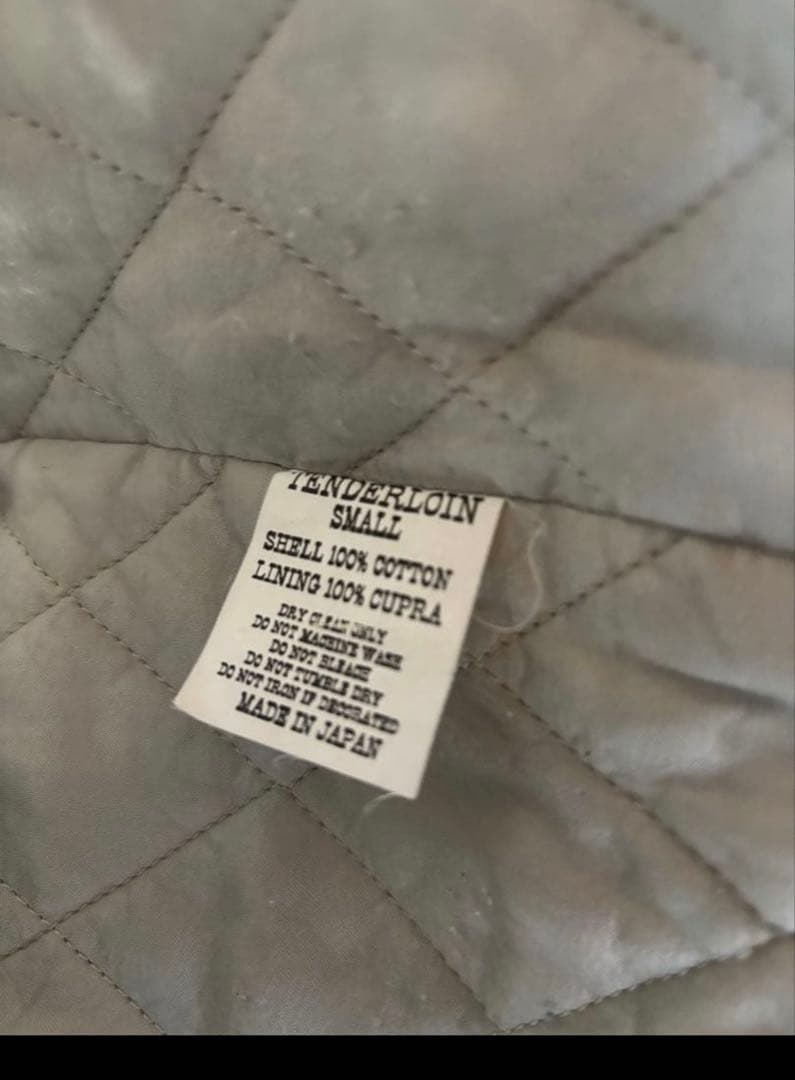 TENDERLOIN
SMALL
SHELL 100% COTTON
LINING 100% CUPRA
DRY CLEAN ONLY
DO NOT MACHINE WASH
DO NOT BLEACH
DO NOT TUMBLE DRY
DO NOT IRON IF DECORATED
MADE IN JAPAN